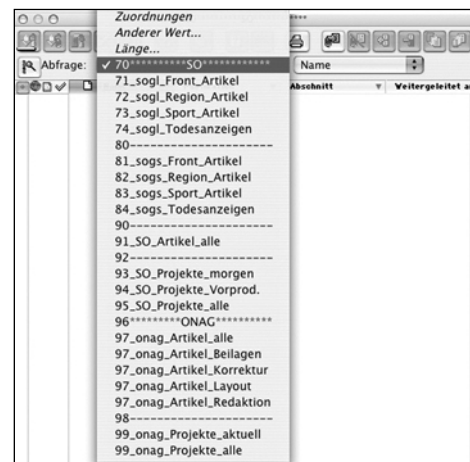 Zuordnungen
Anderer Wert...
Länge...
Abfrage: ✓ 70**********SO************ Name
71_sogl_Front_Artikel
Abschnitt Weitergeleitet
72_sogl_Region_Artikel
73_sogl_Sport_Artikel
74_sogl_Todesanzeigen
80---------------------
81_sogs_Front_Artikel
82_sogs_Region_Artikel
83_sogs_Sport_Artikel
84_sogs_Todesanzeigen
90---------------------
91_SO_Artikel_alle
92---------------------
93_SO_Projekte_morgen
94_SO_Projekte_Vorprod.
95_SO_Projekte_alle
96*********ONAG**********
97_onag_Artikel_alle
97_onag_Artikel_Beilagen
97_onag_Artikel_Korrektur
97_onag_Artikel_Layout
97_onag_Artikel_Redaktion
98---------------------
99_onag_Projekte_aktuell
99_onag_Projekte_alle